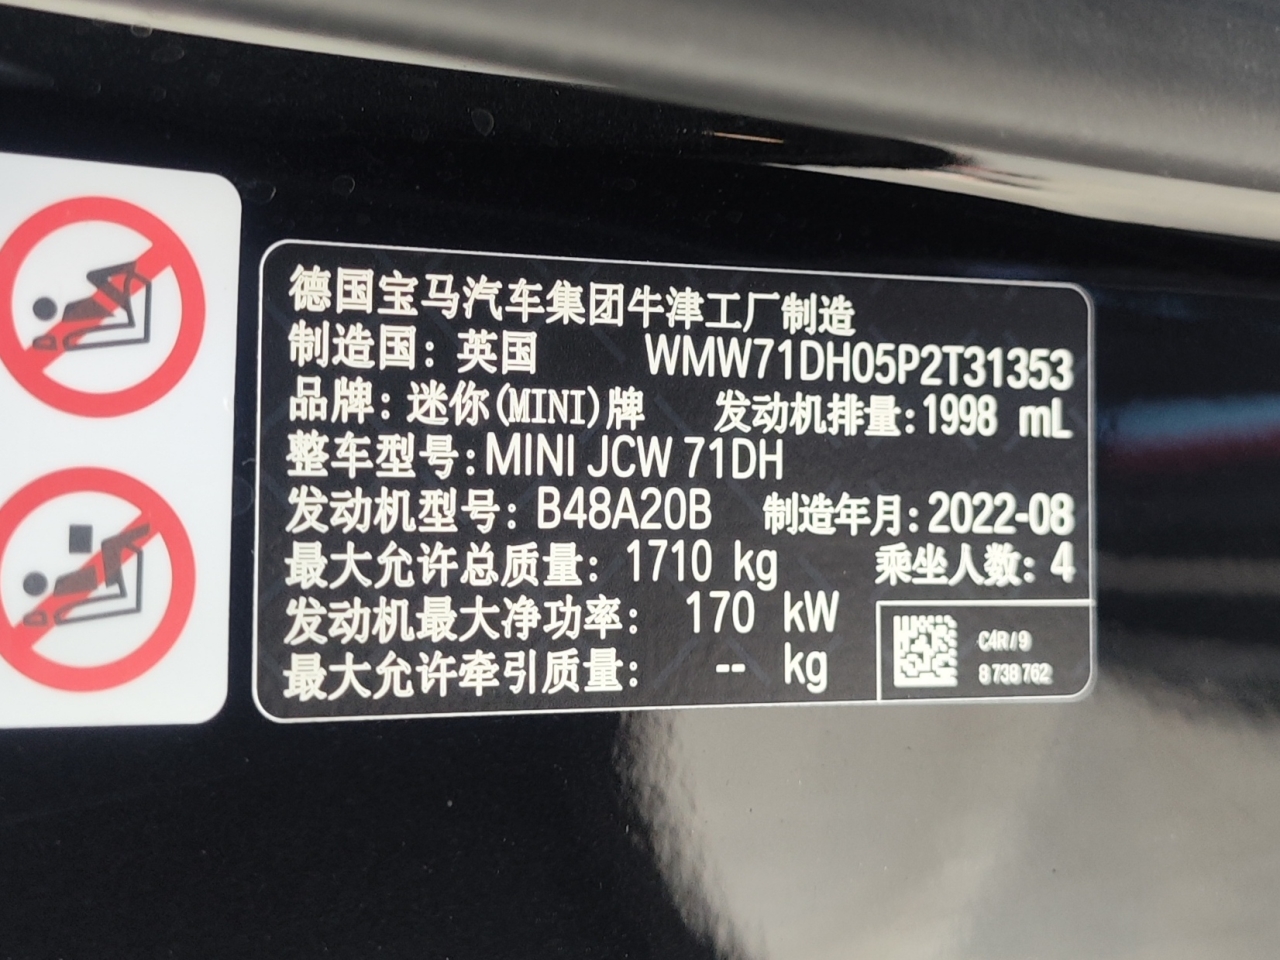 德国宝马汽车集团牛津工厂制造
制造国: 英国 WMW71DH05P2T31353
品牌: 迷你(MINI)牌 发动机排量: 1998 mL
整车型号: MINI JCW 71DH
发动机型号: B48A20B 制造年月: 2022-08
最大允许总质量: 1710 kg 乘坐人数: 4
发动机最大净功率: 170 kW
最大允许牵引质量: -- kg
C4R/9
8738762